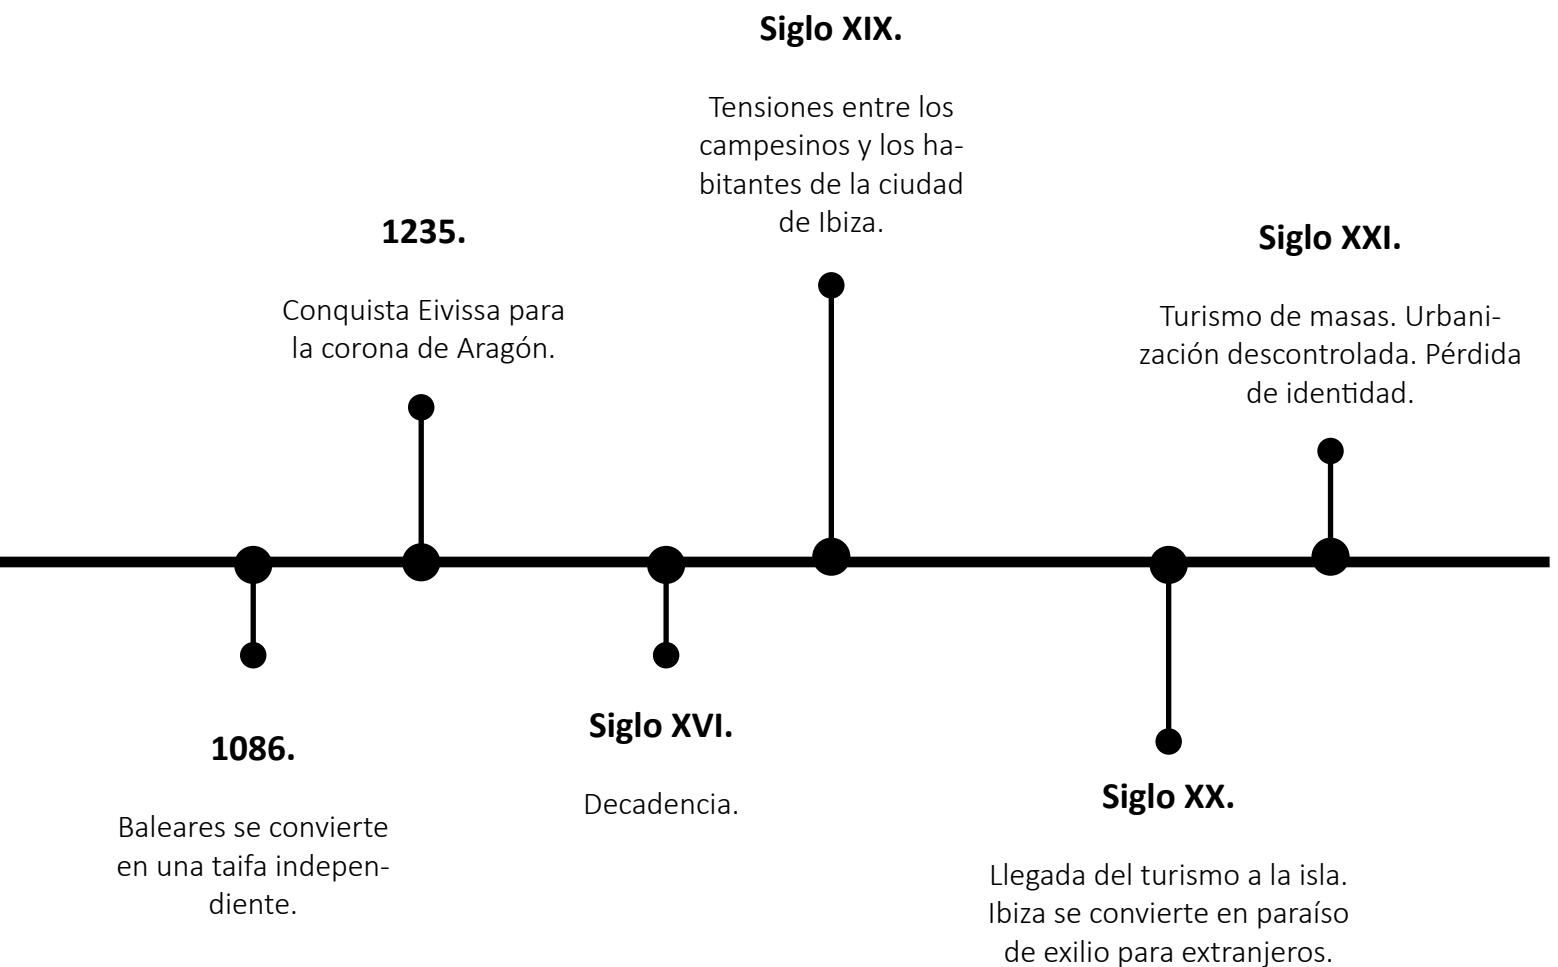 Siglo XIX.
Tensiones entre los
campesinos y los ha-
bitantes de la ciudad
de Ibiza.
1235.
Conquista Eivissa para
la corona de Aragón.
Siglo XXI.
Turismo de masas. Urbani-
zación descontrolada. Pérdida
de identidad.
1086.
Baleares se convierte
en una taifa indepen-
diente.
Siglo XVI.
Decadencia.
Siglo XX.
Llegada del turismo a la isla.
Ibiza se convierte en paraíso
de exilio para extranjeros.